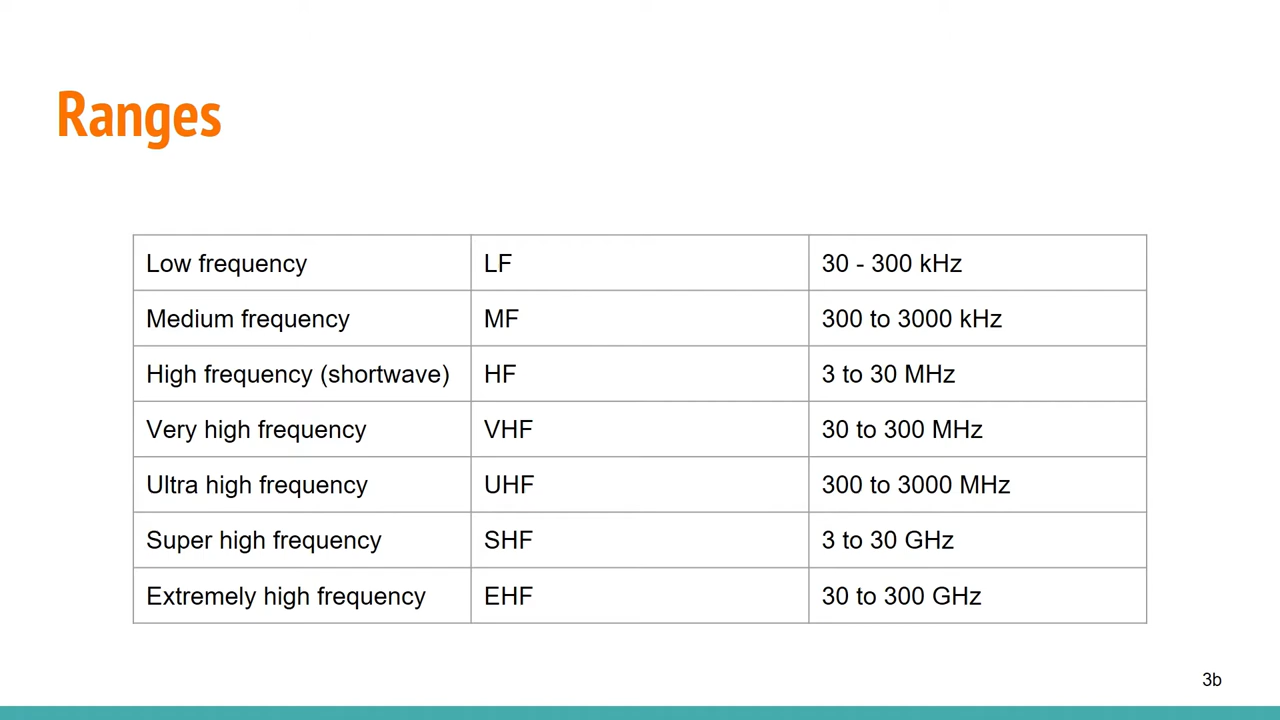 Ranges
Low frequency LF 30 - 300 kHz
Medium frequency MF 300 to 3000 kHz
High frequency (shortwave) HF 3 to 30 MHz
Very high frequency VHF 30 to 300 MHz
Ultra high frequency UHF 300 to 3000 MHz
Super high frequency SHF 3 to 30 GHz
Extremely high frequency EHF 30 to 300 GHz
3b